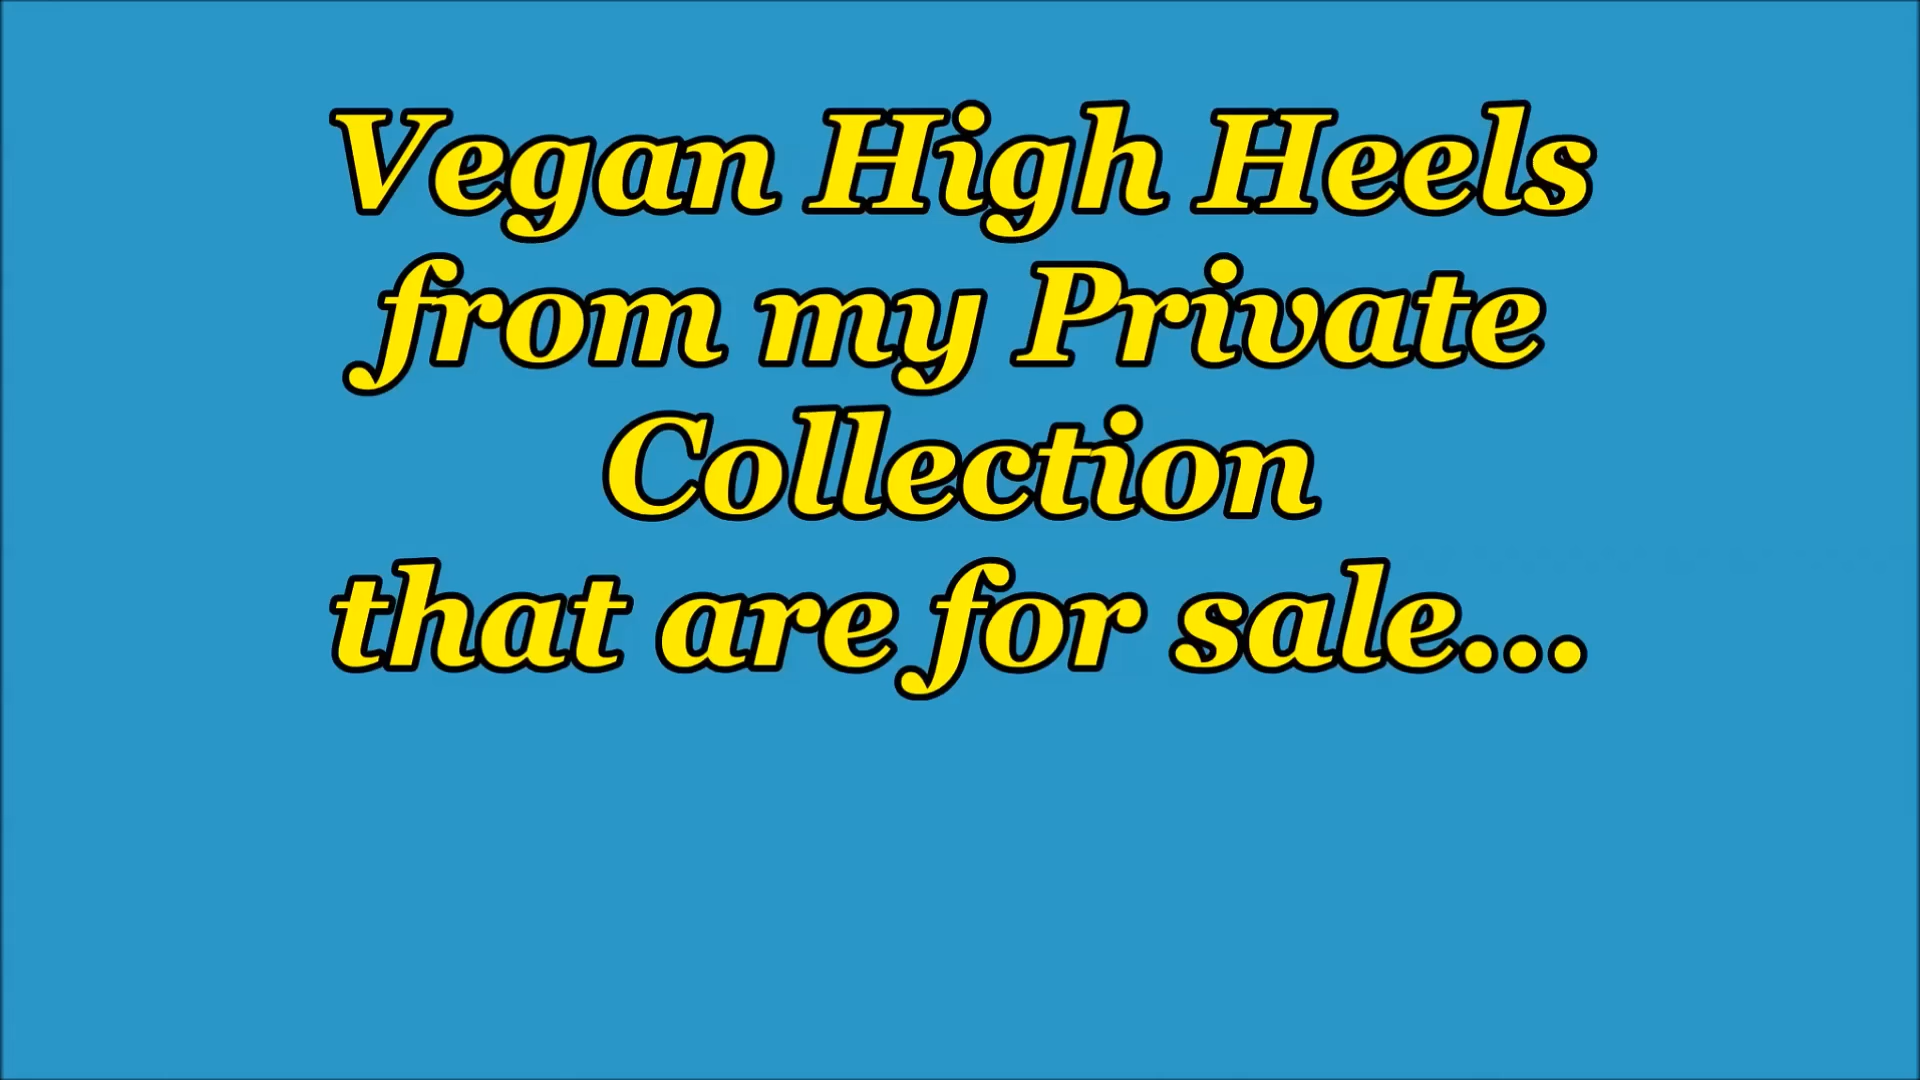 Vegan High Heels
from my Private
Collection
that are for sale...